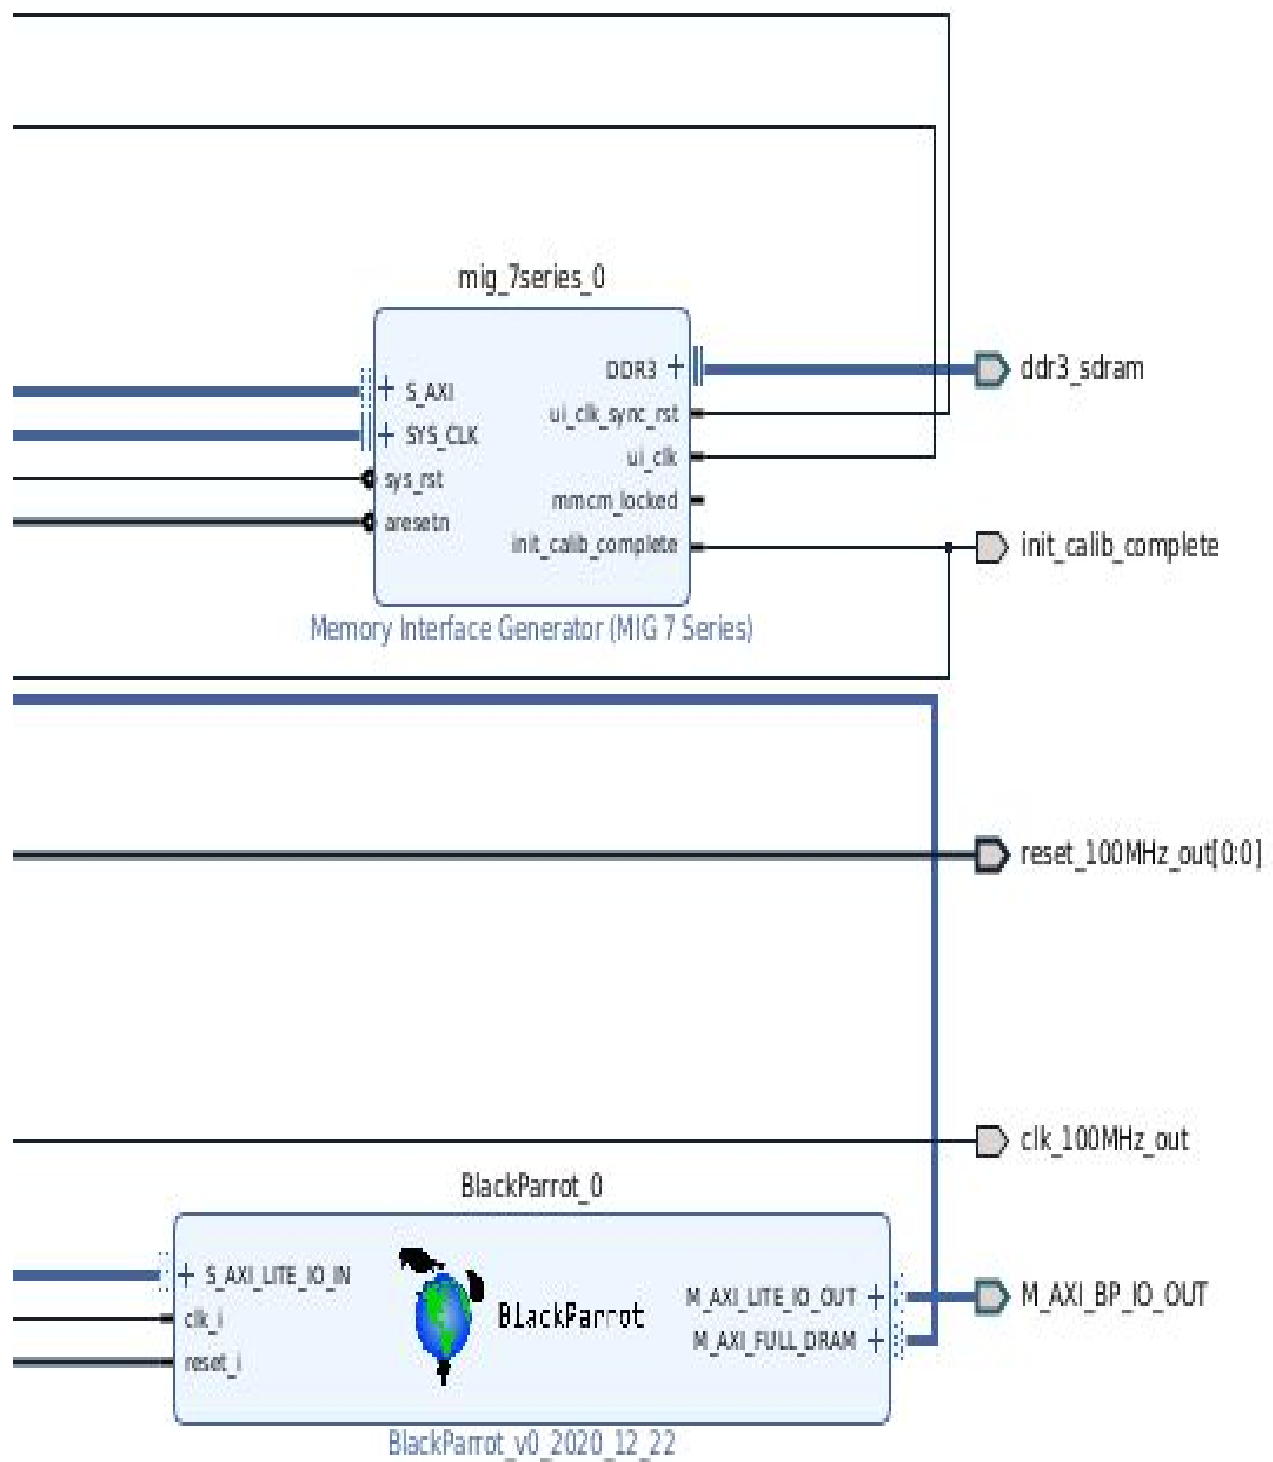 mig_7series_0
DDR3
ddr3_sdram
S_AXI
ui_clk_sync_rst
SYS_CLK
ui_clk
sys_rst
mmcm_locked
aresetn
init_calib_complete
init_calib_complete
Memory Interface Generator (MIG 7 Series)
reset_100MHz_out[0:0]
clk_100MHz_out
BlackParrot_0
S_AXI_LITE_IO_IN
M_AXI_LITE_IO_OUT
M_AXI_BP_IO_OUT
clk_i
BlackParrot
M_AXI_FULL_DRAM
reset_i
BlackParrot_v0_2020_12_22